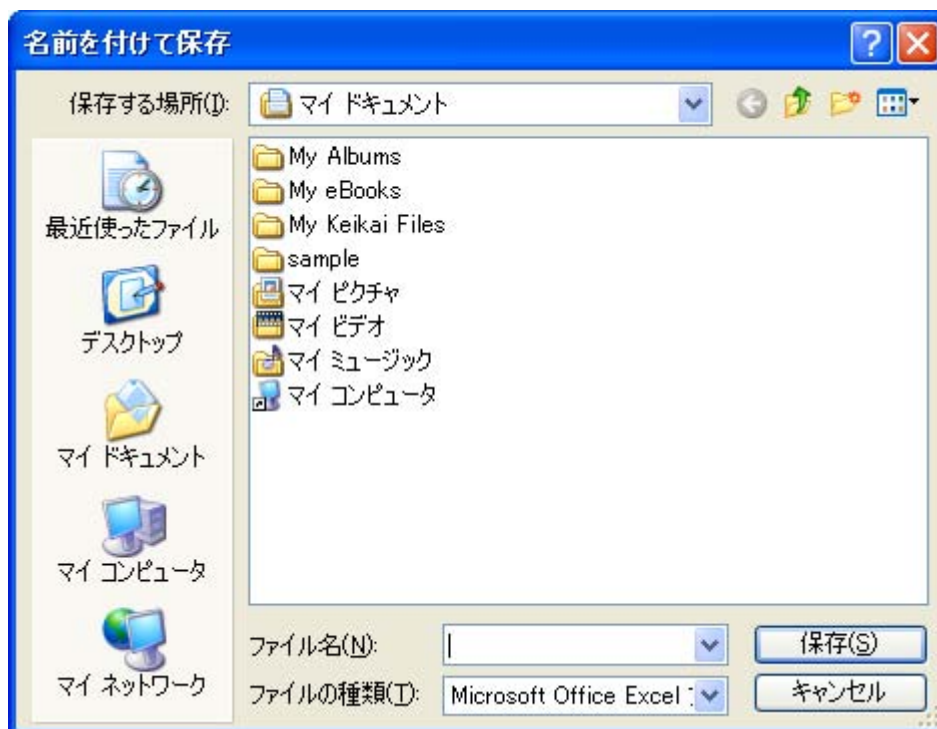 名前を付けて保存
保存する場所(I):
マイ ドキュメント
最近使ったファイル
デスクトップ
マイ ドキュメント
マイ コンピュータ
マイ ネットワーク
My Albums
My eBooks
My Keikai Files
sample
マイ ピクチャ
マイ ビデオ
マイ ミュージック
マイ コンピュータ
ファイル名(N):
保存(S)
ファイルの種類(T):
Microsoft Office Excel
キャンセル